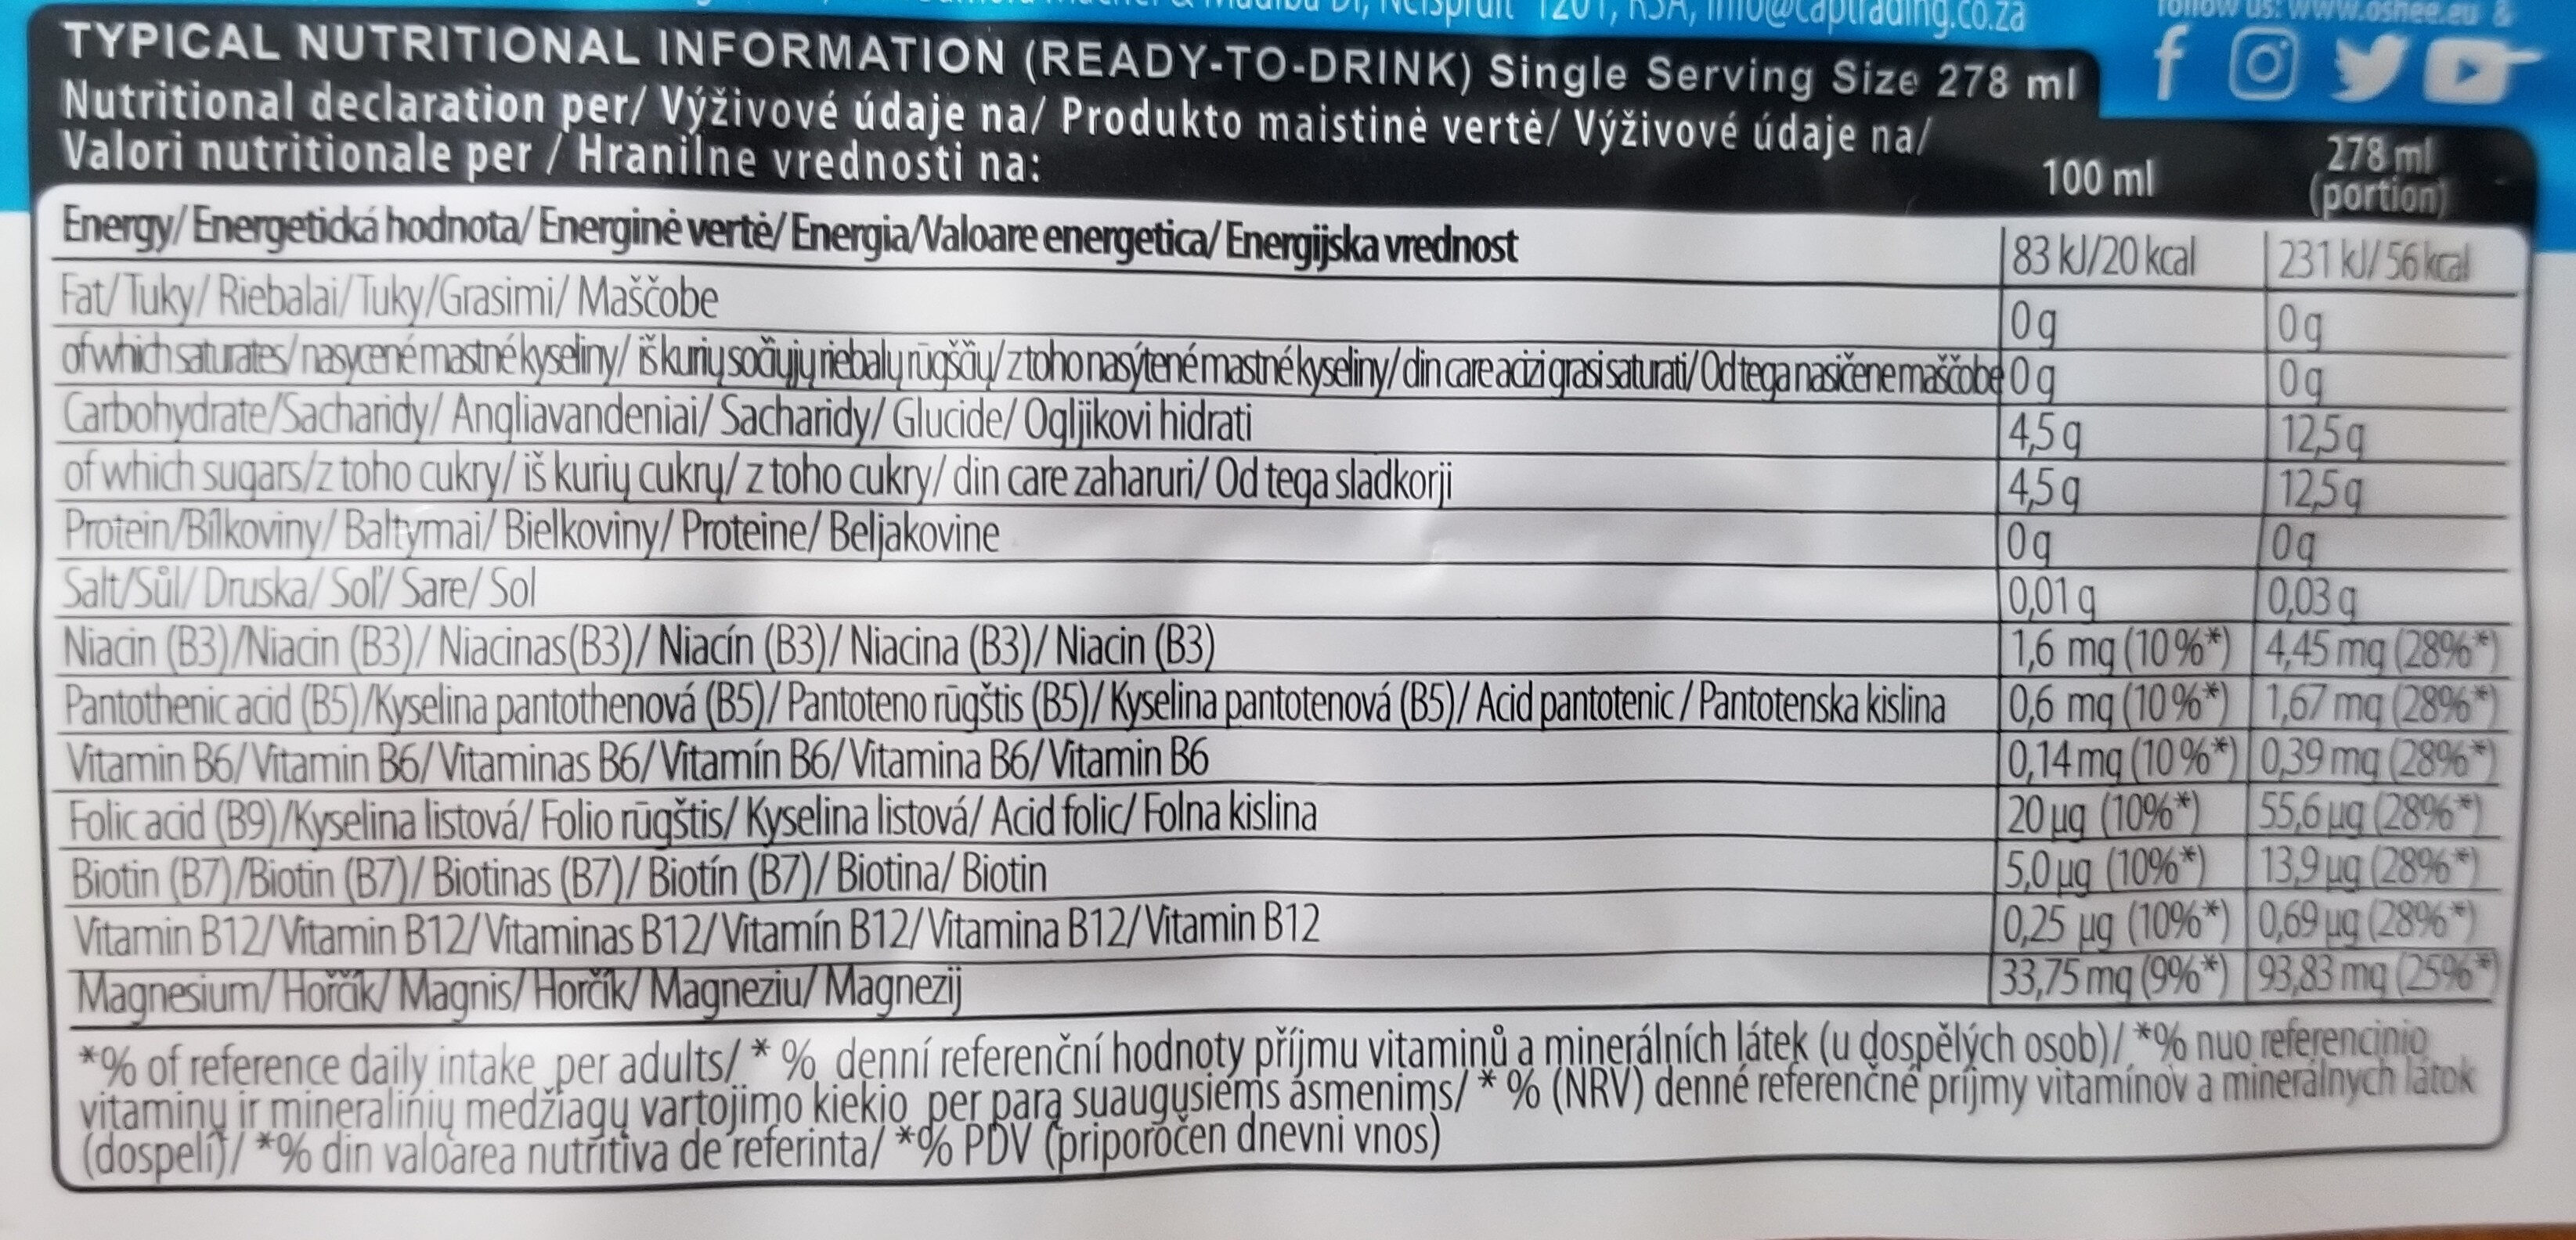 1201, RSA, info@captrading.co.za
follow us: www.oshee.eu &
TYPICAL NUTRITIONAL INFORMATION (READY-TO-DRINK) Single Serving Size 278 ml
Nutritional declaration per/ Výživové údaje na/ Produkto maistinė vertė/ Výživové údaje na/
Valori nutritionale per / Hranilne vrednosti na:
100 ml
278 ml
(portion)
Energy/ Energetická hodnota/ Energinė vertė/ Energia/Valoare energetica/ Energijska vrednost 83 kJ/20 kcal 231 kJ/56 kcal
Fat/Tuky/ Riebalai/Tuky/Grasimi/ Maščobe 0 g 0 g
of which saturates/ nasycené mastné kyseliny/ iš kurių sočiųjų riebalų rūgščių/ z toho nasýtené mastné kyseliny/ din care acizi grasi saturati/ Od tega nasičene maščobe 0 g 0 g
Carbohydrate/Sacharidy/ Angliavandeniai/ Sacharidy/ Glucide/ Ogljikovi hidrati 4,5 g 12,5 g
of which sugars/z toho cukry/ iš kurių cukrų/ z toho cukry/ din care zaharuri/ Od tega sladkorji 4,5 g 12,5 g
Protein/Bílkoviny/ Baltymai/ Bielkoviny/ Proteine/ Beljakovine 0 g 0 g
Salt/Sůl/ Druska/ Soľ/ Sare/ Sol 0,01 g 0,03 g
Niacin (B3)/Niacin (B3)/ Niacinas(B3)/ Niacín (B3)/ Niacina (B3)/ Niacin (B3) 1,6 mg (10%*) 4,45 mg (28%*)
Pantothenic acid (B5)/Kyselina pantothenová (B5)/ Pantoteno rūgštis (B5)/ Kyselina pantotenová (B5)/ Acid pantotenic / Pantotenska kislina 0,6 mg (10%*) 1,67 mg (28%*)
Vitamin B6/Vitamin B6/Vitaminas B6/Vitamín B6/Vitamina B6/Vitamin B6 0,14 mg (10%*) 0,39 mg (28%*)
Folic acid (B9)/Kyselina listová/ Folio rūgštis/ Kyselina listová/ Acid folic/ Folna kislina 20 µg (10%*) 55,6 µg (28%*)
Biotin (B7)/Biotin (B7)/ Biotinas (B7)/ Biotín (B7)/ Biotina/ Biotin 5,0 µg (10%*) 13,9 µg (28%*)
Vitamin B12/Vitamin B12/Vitaminas B12/Vitamín B12/Vitamina B12/Vitamin B12 0,25 µg (10%*) 0,69 µg (28%*)
Magnesium/ Hořčík/ Magnis/ Horčík/ Magneziu/ Magnezij 33,75 mg (9%*) 93,83 mg (25%*)
*% of reference daily intake per adults/ * % denní referenční hodnoty příjmu vitaminů a minerálních látek (u dospělých osob)/ *% nuo referencinio
vitaminų ir mineralinių medžiagų vartojimo kiekio per parą suaugusiems asmenims/ * % (NRV) denné referenčné príjmy vitamínov a minerálnych látok
(dospelí)/ *% din valoarea nutritiva de referinta/ *% PDV (priporočen dnevni vnos)